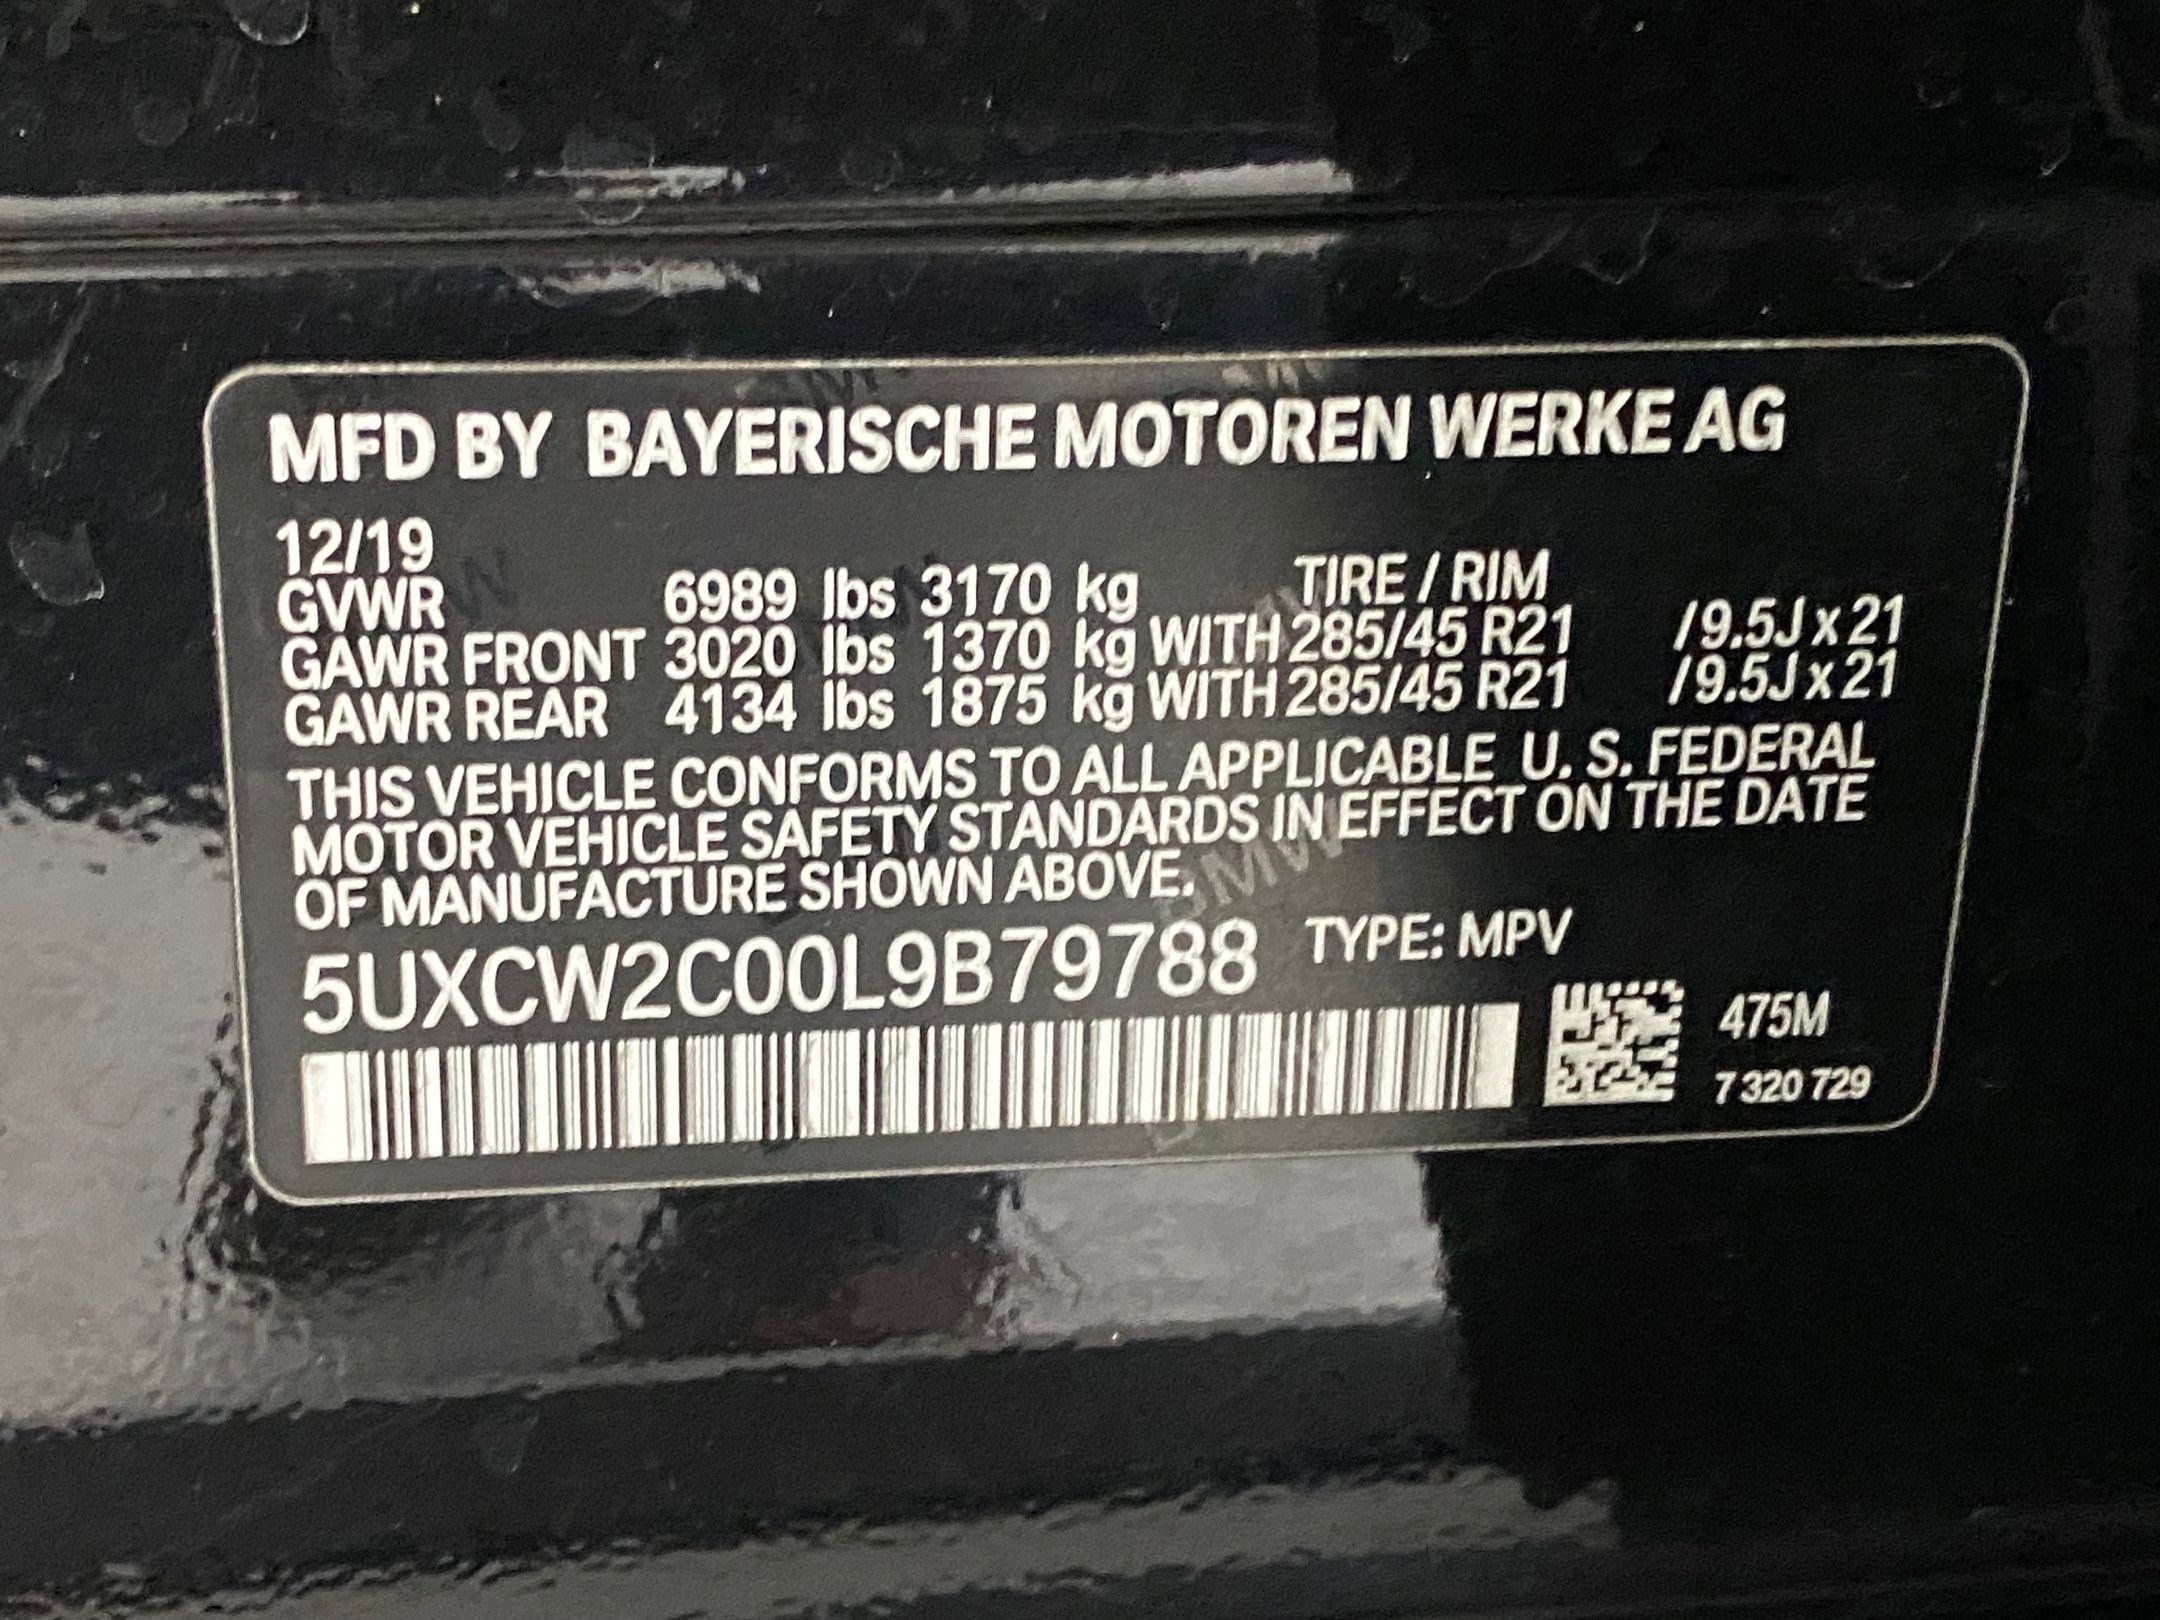 MFD BY BAYERISCHE MOTOREN WERKE AG
12/19
GVWR 6989 lbs 3170 kg TIRE / RIM
GAWR FRONT 3020 lbs 1370 kg WITH 285/45 R21 /9.5J x 21
GAWR REAR 4134 lbs 1875 kg WITH 285/45 R21 /9.5J x 21
THIS VEHICLE CONFORMS TO ALL APPLICABLE U. S. FEDERAL
MOTOR VEHICLE SAFETY STANDARDS IN EFFECT ON THE DATE
OF MANUFACTURE SHOWN ABOVE.
5UXCW2C00L9B79788 TYPE: MPV
475M
7 320 729
BMW